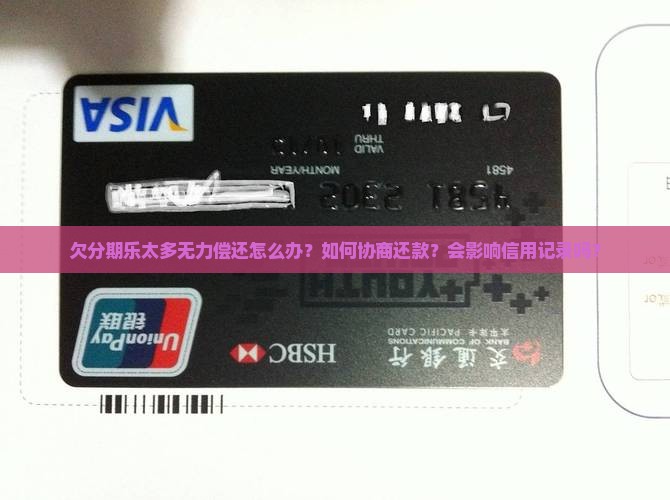 欠分期乐太多无力偿还怎么办？如何协商还款？会影响信用记录吗？
交通銀行
BANK OF COMMUNICATIONS
太平洋卡 PACIFIC CARD
HSBC
UnionPay
银联
YOUTH
4581
MONTH/YEAR
VALID
THRU
VISA